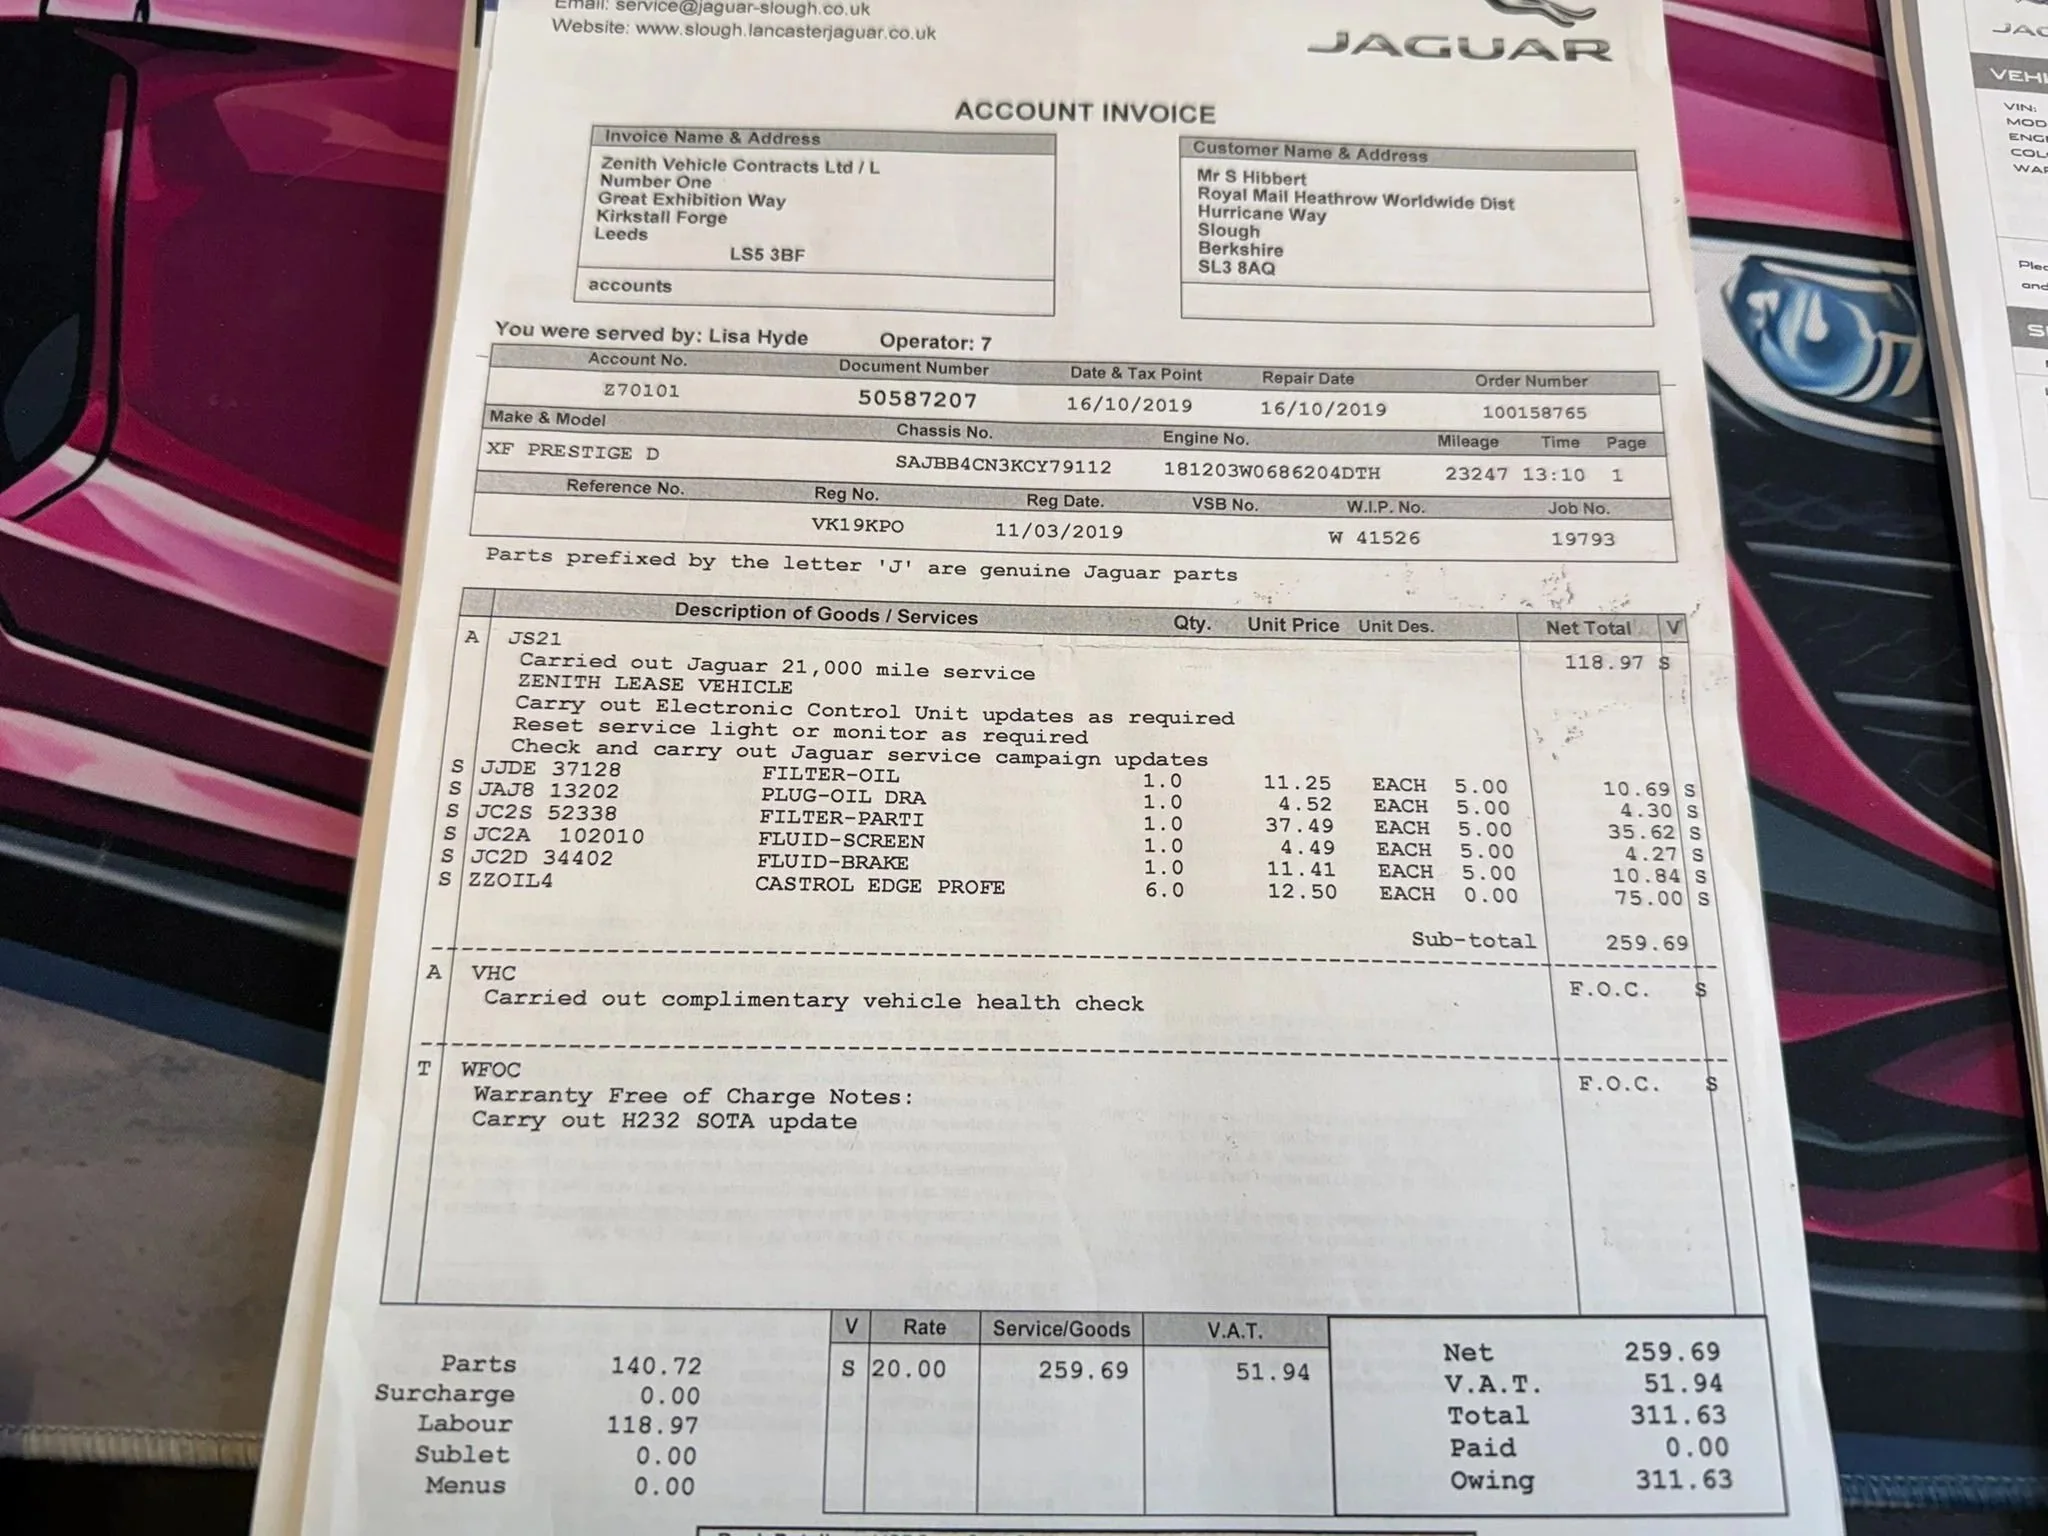 Email: service@jaguar-slough.co.uk
Website: www.slough.lancasterjaguar.co.uk
JAGUAR
ACCOUNT INVOICE
Invoice Name & Address
Zenith Vehicle Contracts Ltd / L
Number One
Great Exhibition Way
Kirkstall Forge
Leeds
LS5 3BF
accounts
Customer Name & Address
Mr S Hibbert
Royal Mail Heathrow Worldwide Dist
Hurricane Way
Slough
Berkshire
SL3 8AQ
You were served by: Lisa Hyde Operator: 7
Account No. Document Number Date & Tax Point Repair Date Order Number
Z70101 50587207 16/10/2019 16/10/2019 100158765
Make & Model Chassis No. Engine No. Mileage Time Page
XF PRESTIGE D SAJBB4CN3KCY79112 181203W0686204DTH 23247 13:10 1
Reference No. Reg No. Reg Date. VSB No. W.I.P. No. Job No.
VK19KPO 11/03/2019 W 41526 19793
Parts prefixed by the letter 'J' are genuine Jaguar parts
Description of Goods / Services Qty. Unit Price Unit Des. Net Total V
A JS21
Carried out Jaguar 21,000 mile service 118.97 S
ZENITH LEASE VEHICLE
Carry out Electronic Control Unit updates as required
Reset service light or monitor as required
Check and carry out Jaguar service campaign updates
S JJDE 37128 FILTER-OIL 1.0 11.25 EACH 5.00 10.69 S
S JAJ8 13202 PLUG-OIL DRA 1.0 4.52 EACH 5.00 4.30 S
S JC2S 52338 FILTER-PARTI 1.0 37.49 EACH 5.00 35.62 S
S JC2A 102010 FLUID-SCREEN 1.0 4.49 EACH 5.00 4.27 S
S JC2D 34402 FLUID-BRAKE 1.0 11.41 EACH 5.00 10.84 S
S ZZOIL4 CASTROL EDGE PROFE 6.0 12.50 EACH 0.00 75.00 S
Sub-total 259.69
A VHC F.O.C. S
Carried out complimentary vehicle health check
T WFOC F.O.C. S
Warranty Free of Charge Notes:
Carry out H232 SOTA update
Parts 140.72
Surcharge 0.00
Labour 118.97
Sublet 0.00
Menus 0.00
V Rate Service/Goods V.A.T.
S 20.00 259.69 51.94
Net 259.69
V.A.T. 51.94
Total 311.63
Paid 0.00
Owing 311.63
VIN:
and